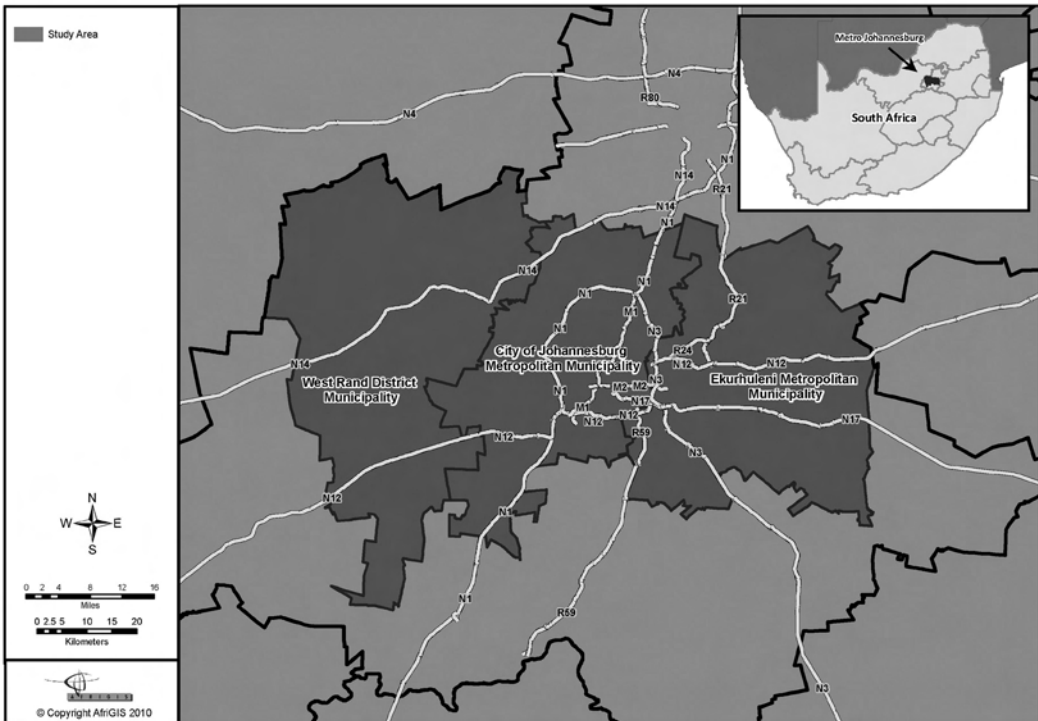 Study Area
N
W E
S
0 2 4 8 12 16
Miles
0 2.5 5 10 15 20
Kilometers
AFRIGIS
© Copyright AfriGIS 2010
Metro Johannesburg
South Africa
N4
N4
R80
N1
N14
R21
N14
N1
N14
N1
N1
R21
M1
N1
N3
City of Johannesburg
Metropolitan Municipality
R24
N12
N12
N14
West Rand District
Municipality
Ekurhuleni Metropolitan
Municipality
N1
M2
M2
N3
M1
N17
N12
N12
N17
R59
N12
N3
N12
N1
N1
R59
N3